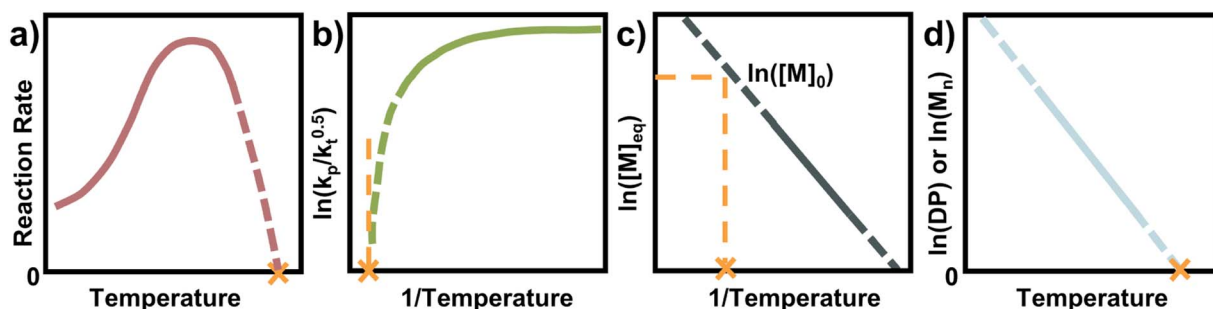 a)
Reaction Rate
0
Temperature
b)
ln(kp/kt0.5)
1/Temperature
c)
ln([M]eq)
ln([M]0)
1/Temperature
d)
ln(DP) or ln(Mn)
0
Temperature